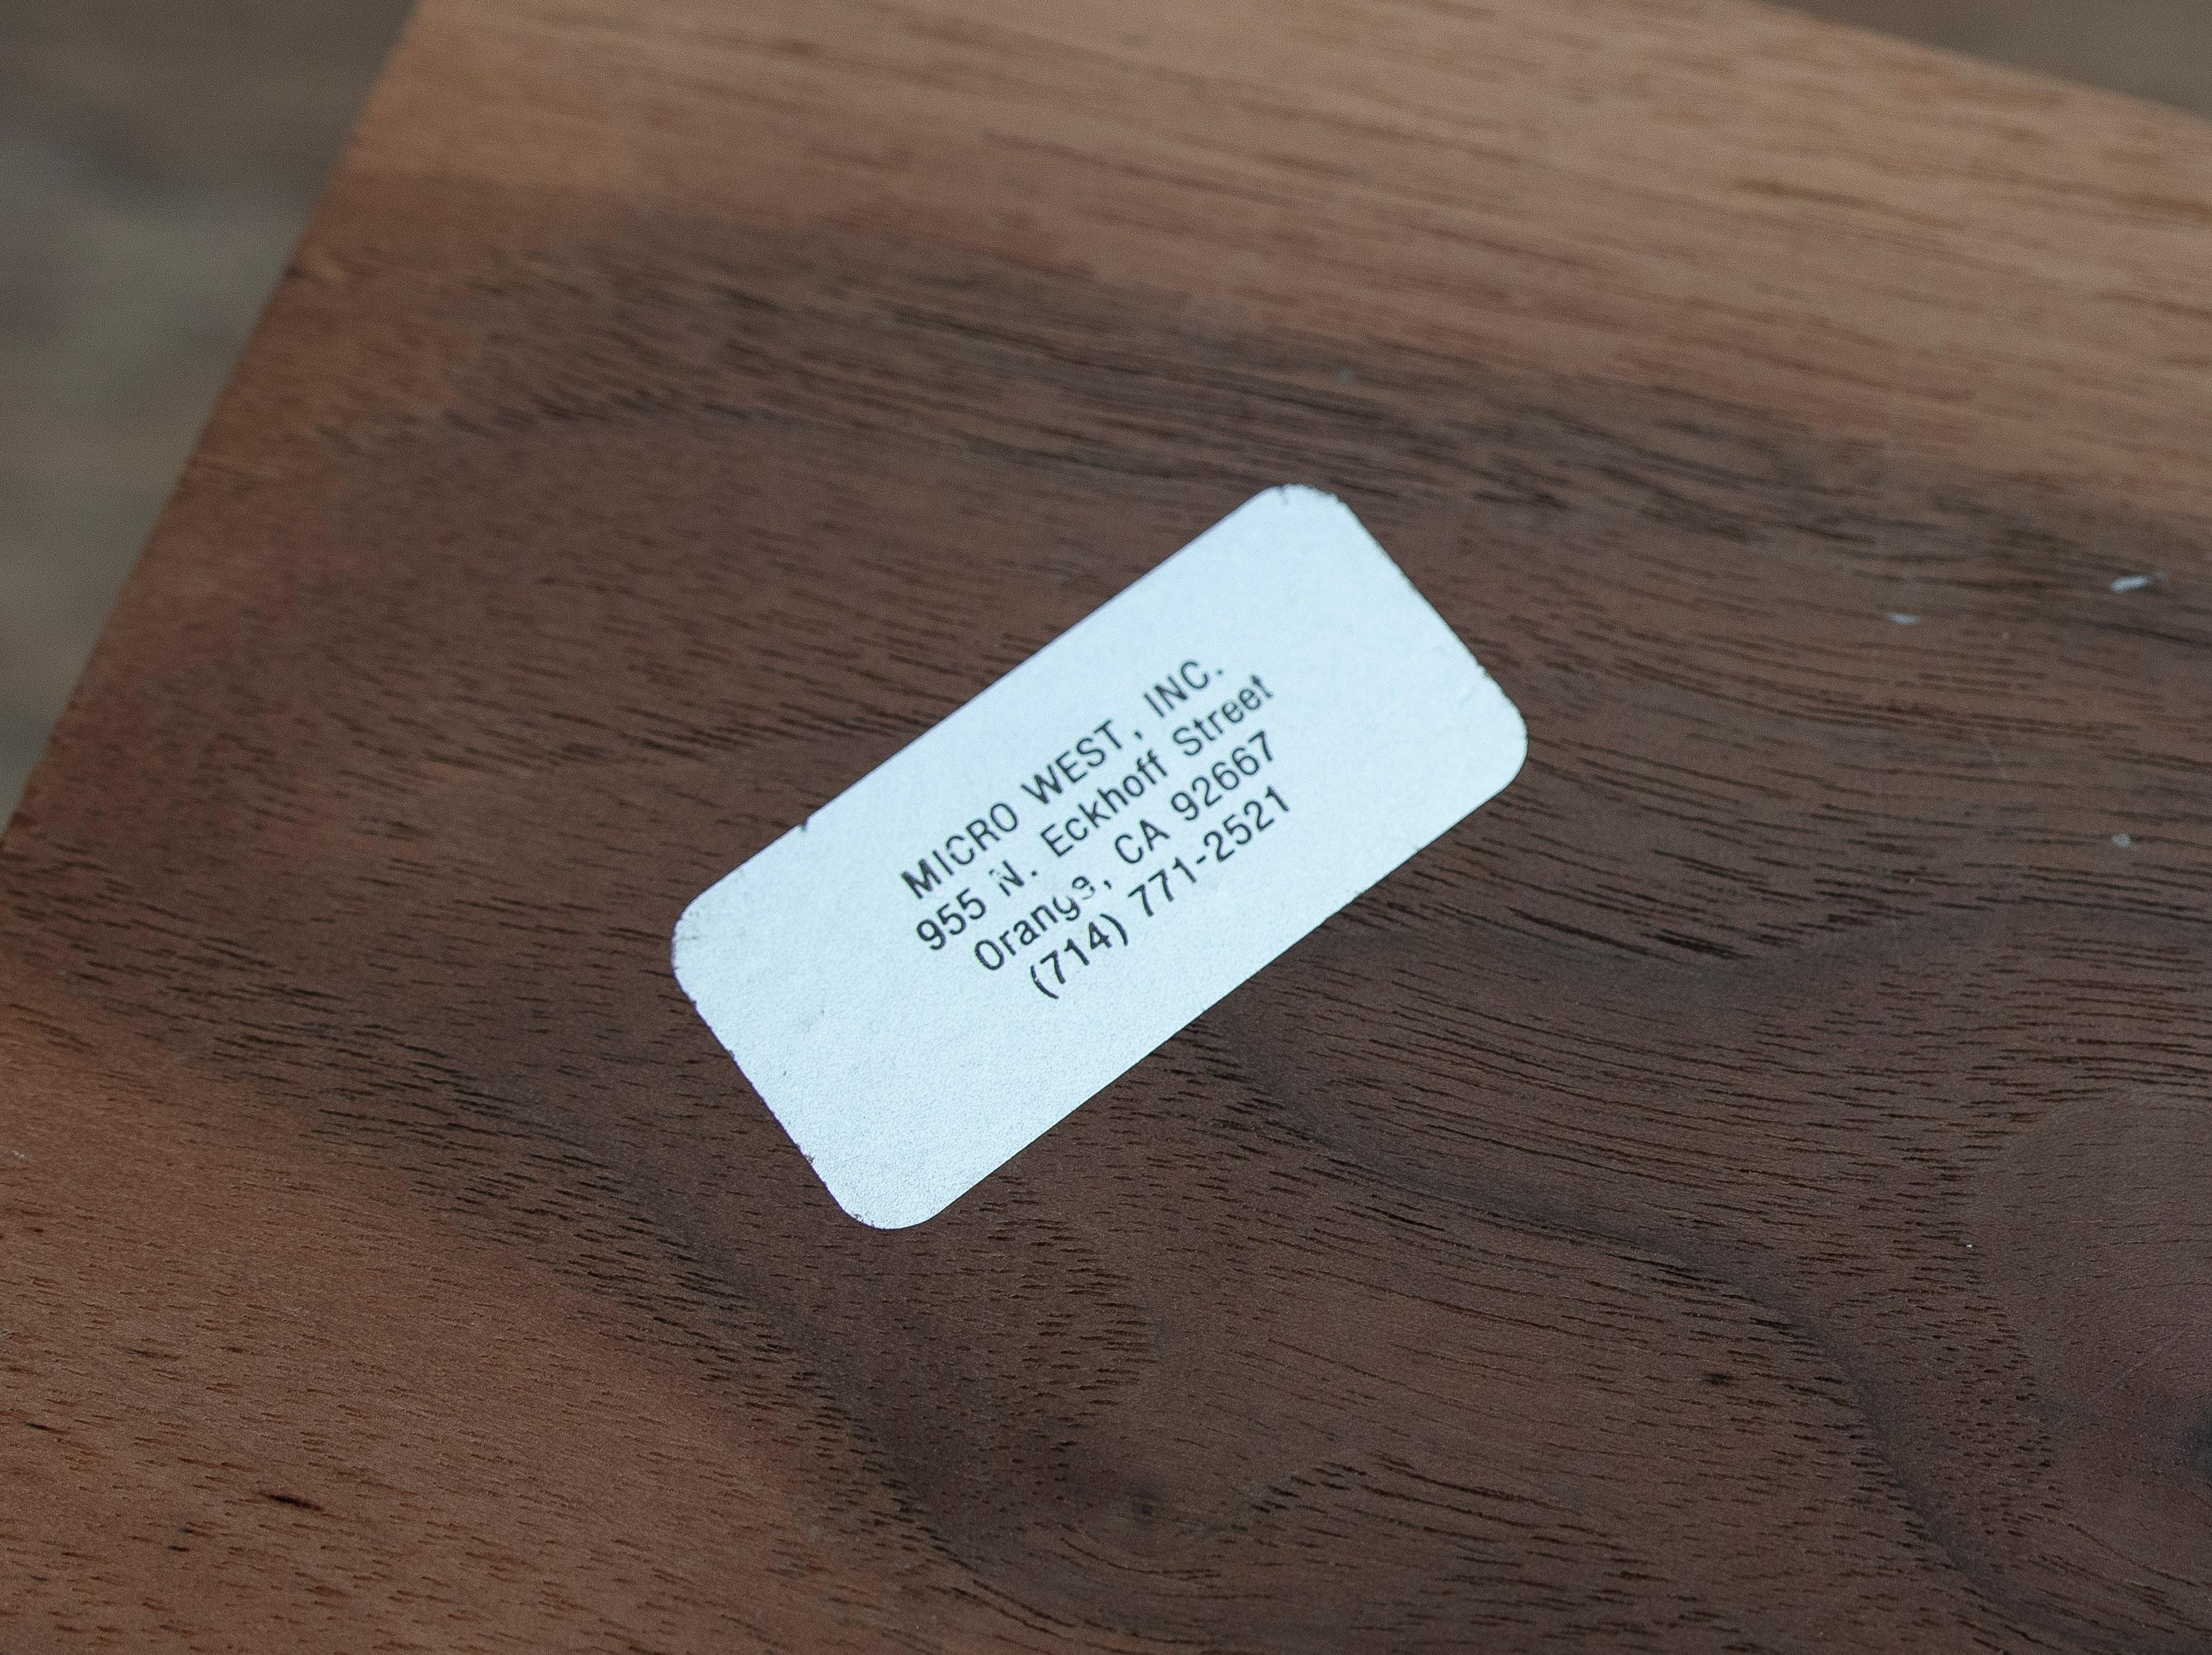 MICRO WEST, INC.
955 N. Eckhoff Street
Orange, CA 92667
(714) 771-2521